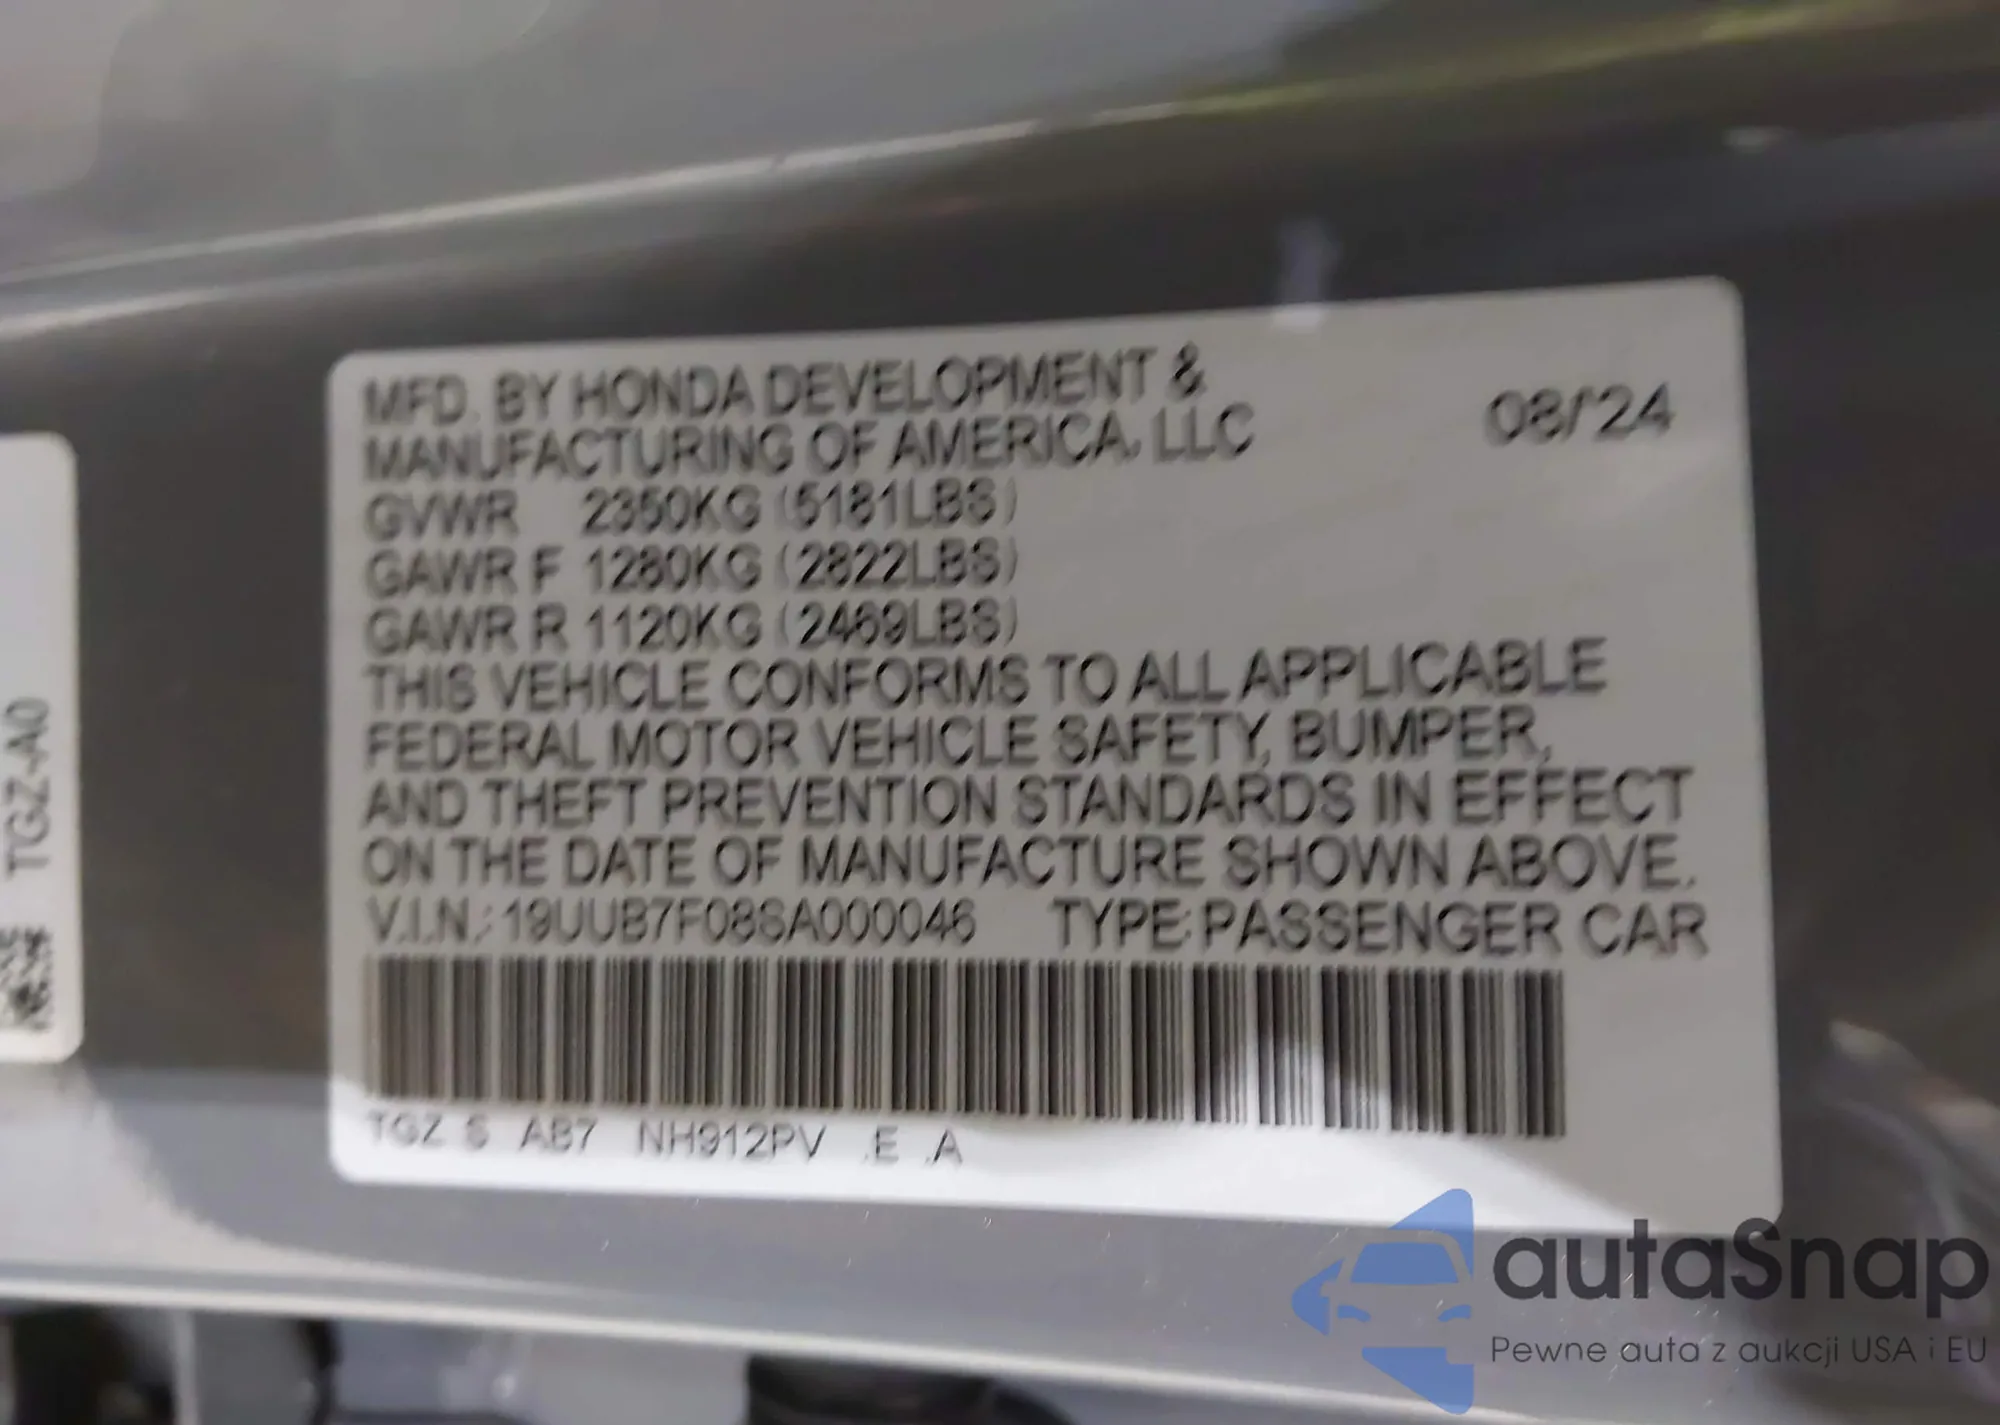 MFD. BY HONDA DEVELOPMENT &
MANUFACTURING OF AMERICA, LLC
08/'24
GVWR 2350KG (5181LBS)
GAWR F 1280KG (2822LBS)
GAWR R 1120KG (2469LBS)
THIS VEHICLE CONFORMS TO ALL APPLICABLE
FEDERAL MOTOR VEHICLE SAFETY, BUMPER,
AND THEFT PREVENTION STANDARDS IN EFFECT
ON THE DATE OF MANUFACTURE SHOWN ABOVE.
V.I.N.: 19UUB7F08SA000046 TYPE: PASSENGER CAR
TGZ S AB7 NH912PV .E .A
TGZ-A0
autaSnap
Pewne auta z aukcji USA i EU